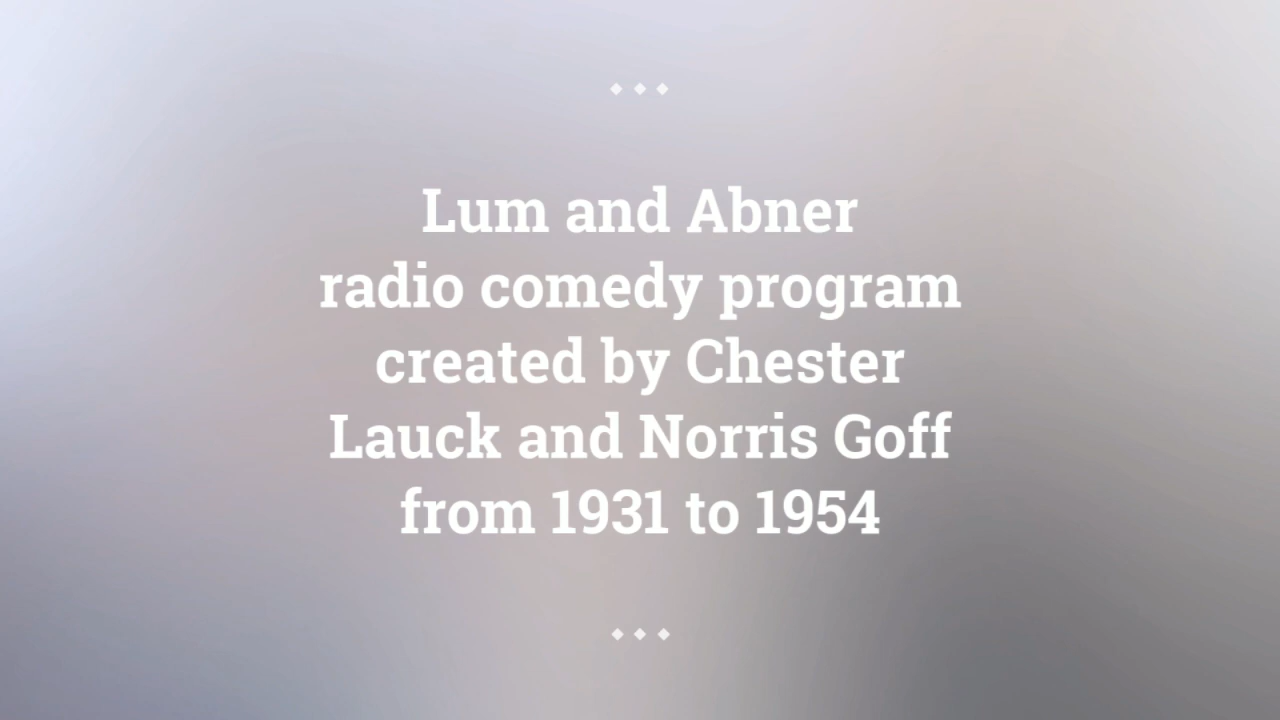 Lum and Abner
radio comedy program
created by Chester
Lauck and Norris Goff
from 1931 to 1954